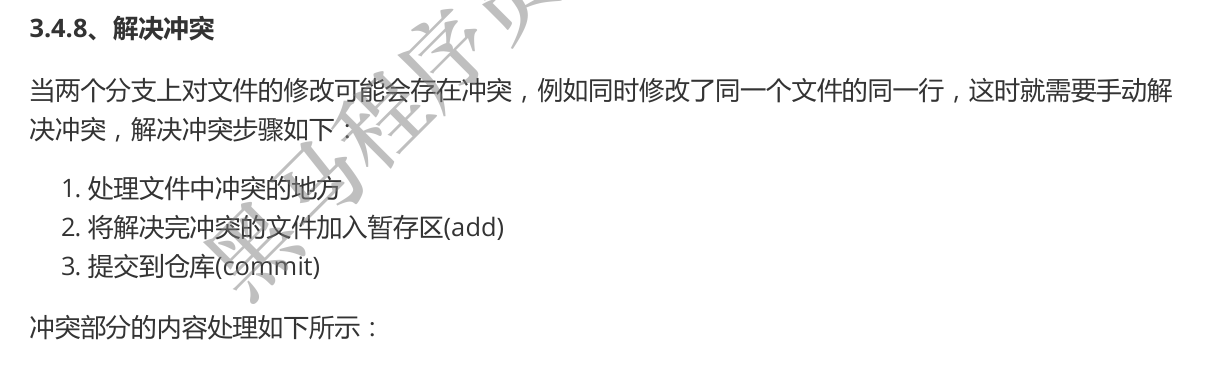 3.4.8、解决冲突
当两个分支上对文件的修改可能会存在冲突，例如同时修改了同一个文件的同一行，这时就需要手动解
决冲突，解决冲突步骤如下：
1. 处理文件中冲突的地方
2. 将解决完冲突的文件加入暂存区(add)
3. 提交到仓库(commit)
冲突部分的内容处理如下所示：
黑马程序员